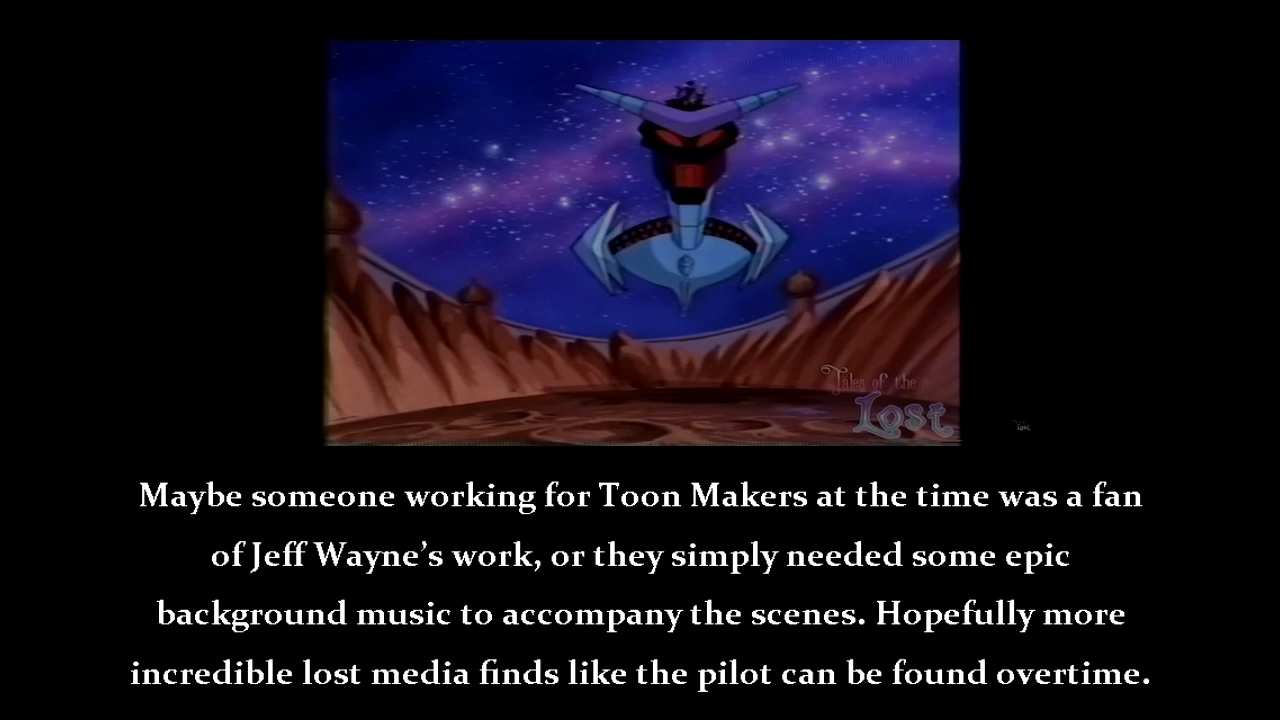 Tales of the
Lost
Maybe someone working for Toon Makers at the time was a fan
of Jeff Wayne’s work, or they simply needed some epic
background music to accompany the scenes. Hopefully more
incredible lost media finds like the pilot can be found overtime.